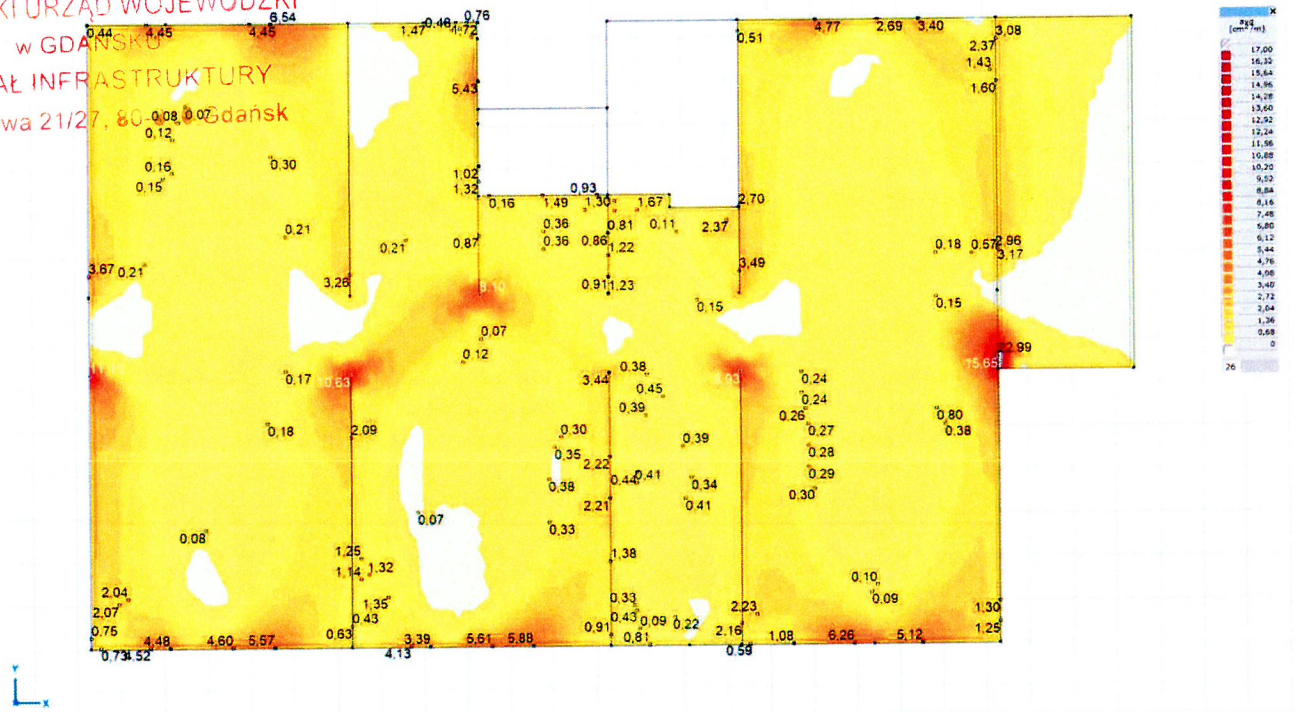 URZĄD WOJEWÓDZKI
w GDAŃSKU
INFRASTRUKTURY
21/27, 80- Gdańsk
0,44 4,45 4,45 6,54 1,47 0,46 4,72 0,76
0,51 4,77 2,69 3,40 3,08
2,37
1,43
1,60
5,43
0,08 0,07
0,12
0,16 0,30
0,15
1,02
1,32
0,93
0,16 1,49 1,30 1,67 2,70
0,36 0,81 0,11 2,37
0,21 0,21 0,87 0,36 0,86 1,22
0,18 0,57 2,96
3,17
3,67 0,21 3,26 0,91 1,23 3,49
8,10 0,15 0,15
0,07
0,12
22,99
15,65
10,63 0,17 3,44 0,38 0,24
0,45 0,24
0,39 0,26 0,80
0,18 2,09 0,30 0,39 0,27 0,38
0,35 2,22 0,28
0,38 0,44 0,41 0,34 0,29
2,21 0,41 0,30
0,07 0,33
0,08 1,25 1,38
1,14 1,32
2,04 0,10
2,07 1,35 0,33 0,09 1,30
0,75 0,43 0,43 0,09 0,22 2,23 1,25
4,48 4,60 5,57 0,63 3,39 5,61 5,88 0,91 0,81 2,16 1,08 6,26 5,12
0,73 4,52 4,13 0,59
Y
X
[cm²/m]
17,00
16,32
15,64
14,96
14,28
13,60
12,92
12,24
11,56
10,88
10,20
9,52
8,84
8,16
7,48
6,80
6,12
5,44
4,76
4,08
3,40
2,72
2,04
1,36
0,68
0
26